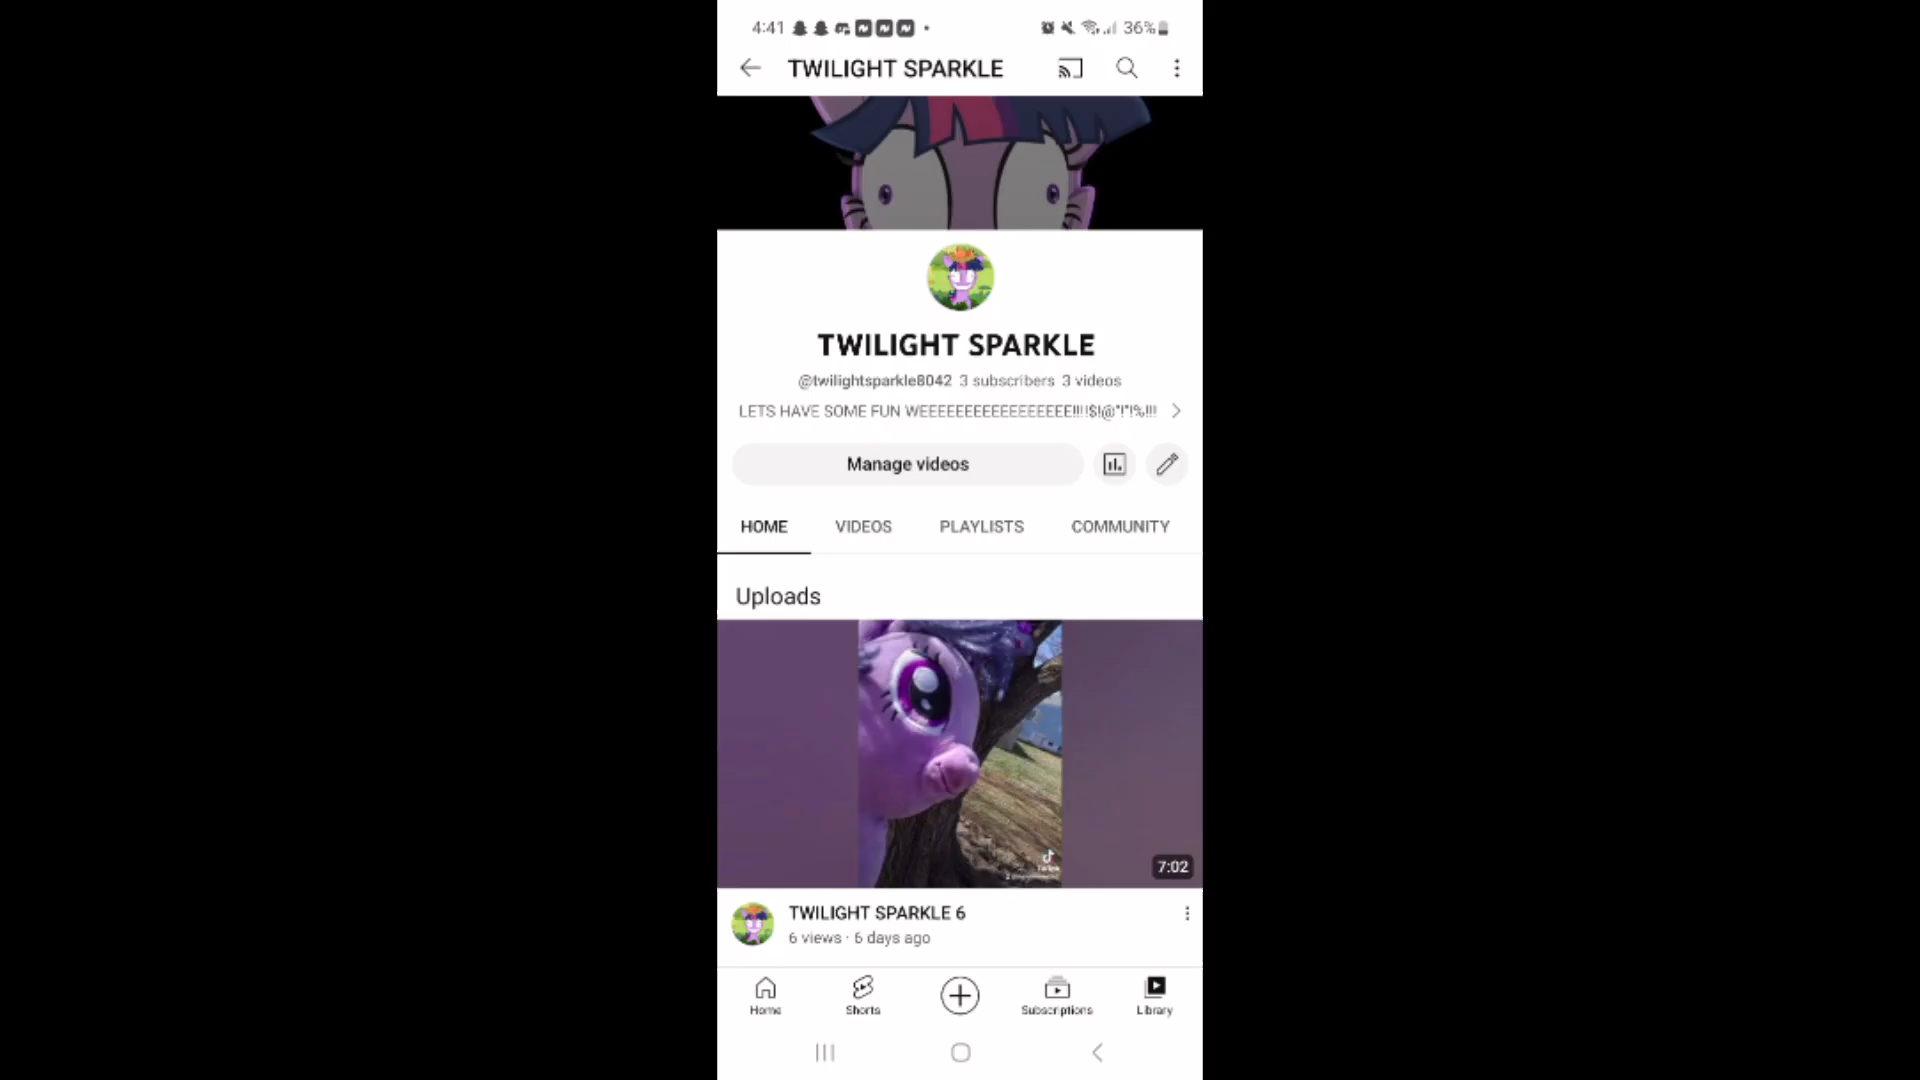 4:41 36%
TWILIGHT SPARKLE
TWILIGHT SPARKLE
@twilightsparkle8042 3 subscribers 3 videos
LETS HAVE SOME FUN WEEEEEEEEEEEEEEEEE!!!!$!@"!"!%!!!
Manage videos
HOME VIDEOS PLAYLISTS COMMUNITY
Uploads
TikTok
7:02
TWILIGHT SPARKLE 6
6 views · 6 days ago
Home Shorts Subscriptions Library